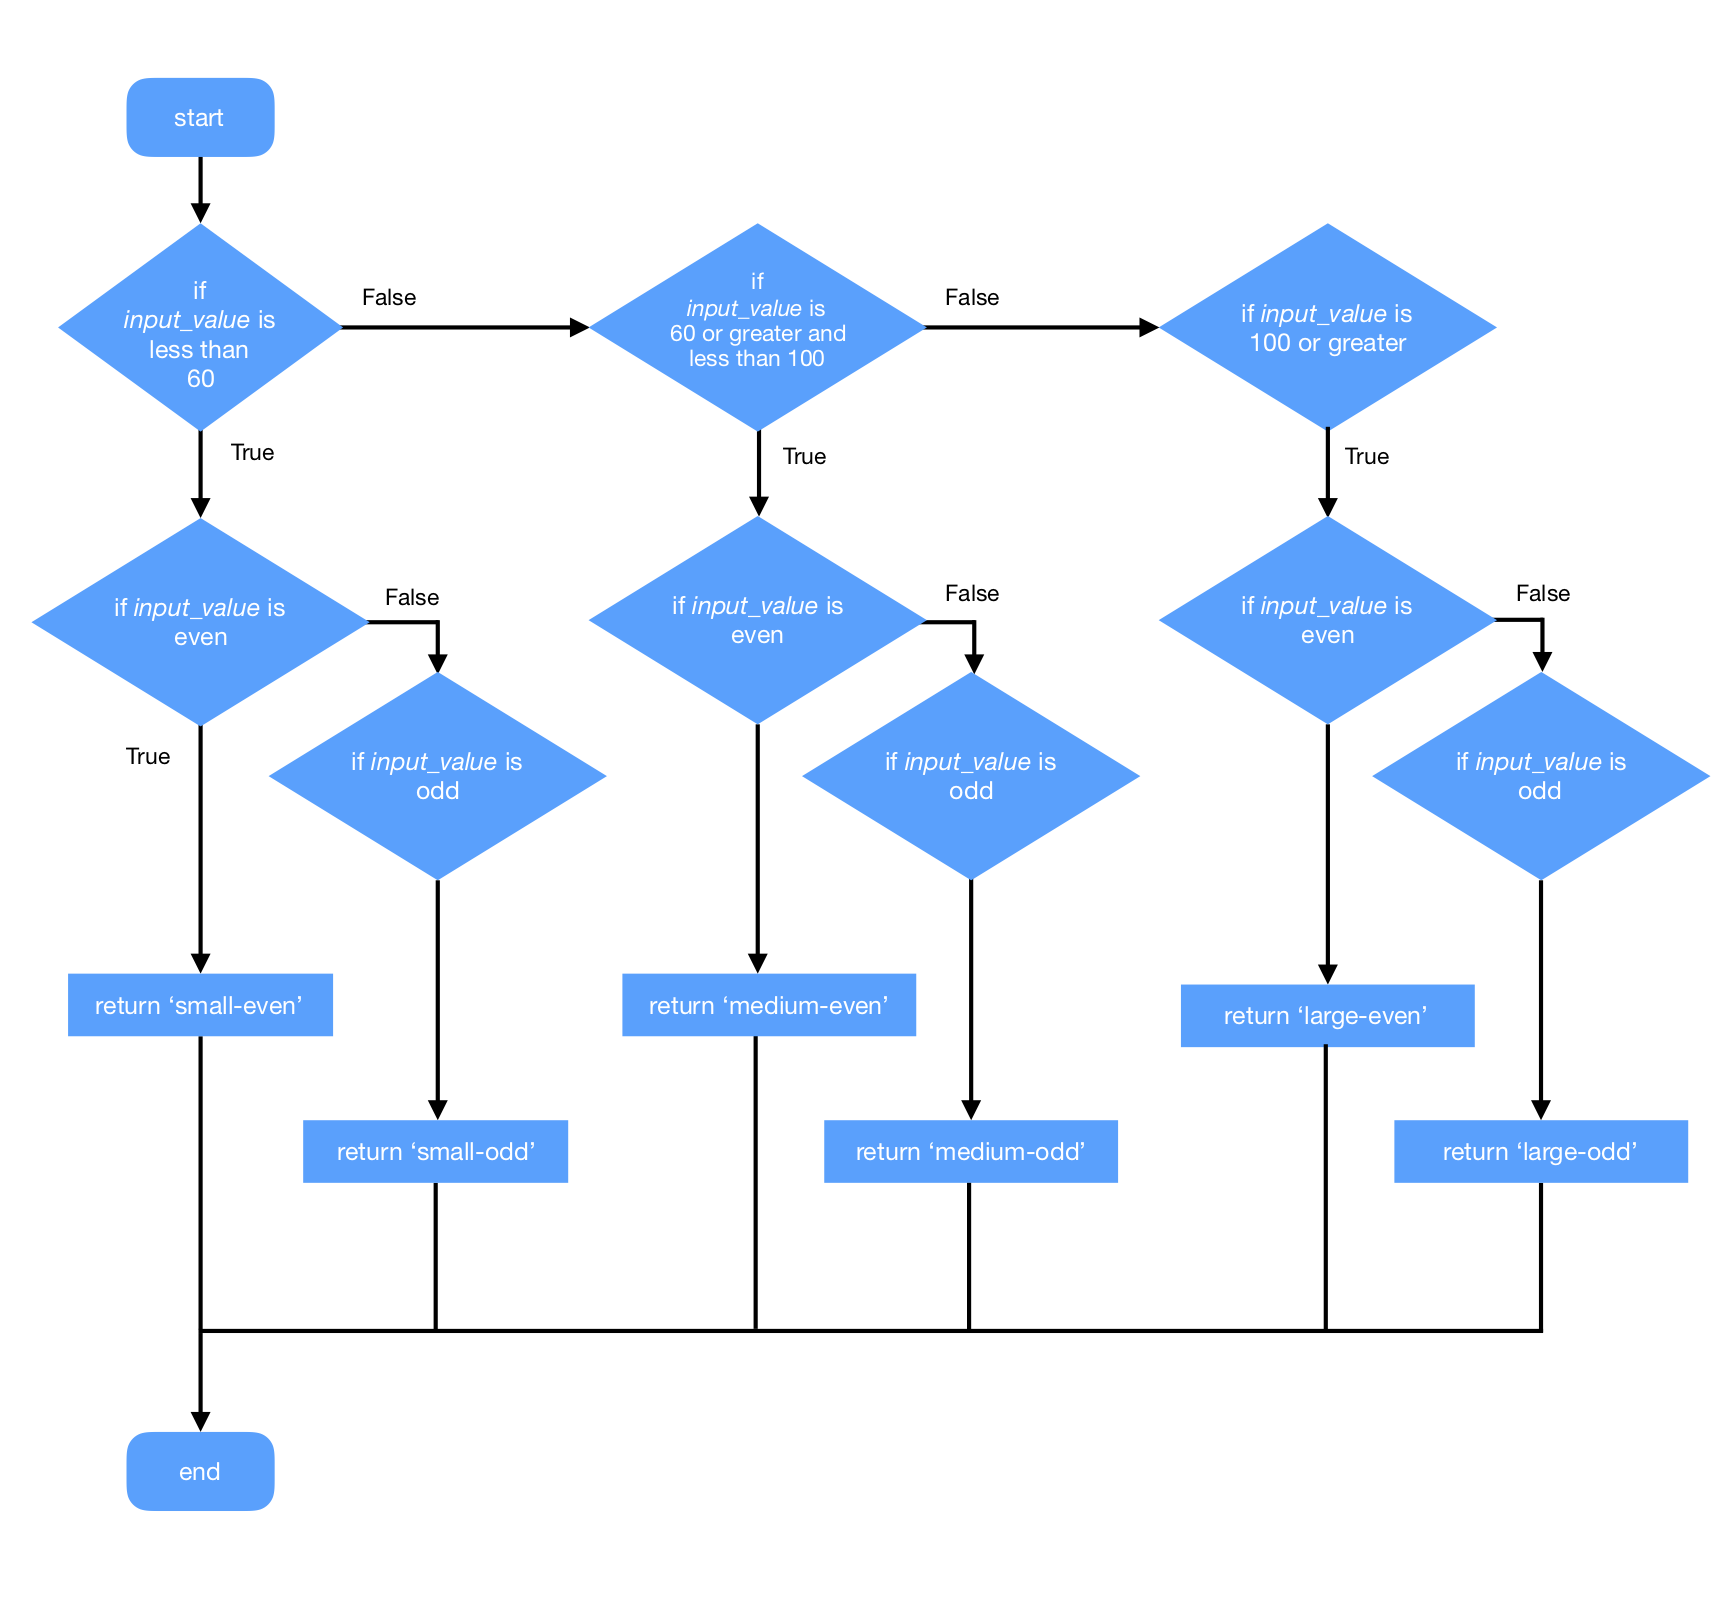 start
if
input_value is
less than
60
False
if
input_value is
60 or greater and
less than 100
False
if input_value is
100 or greater
True
True
True
if input_value is
even
False
if input_value is
even
False
if input_value is
even
False
True
if input_value is
odd
if input_value is
odd
if input_value is
odd
return ‘small-even’
return ‘medium-even’
return ‘large-even’
return ‘small-odd’
return ‘medium-odd’
return ‘large-odd’
end